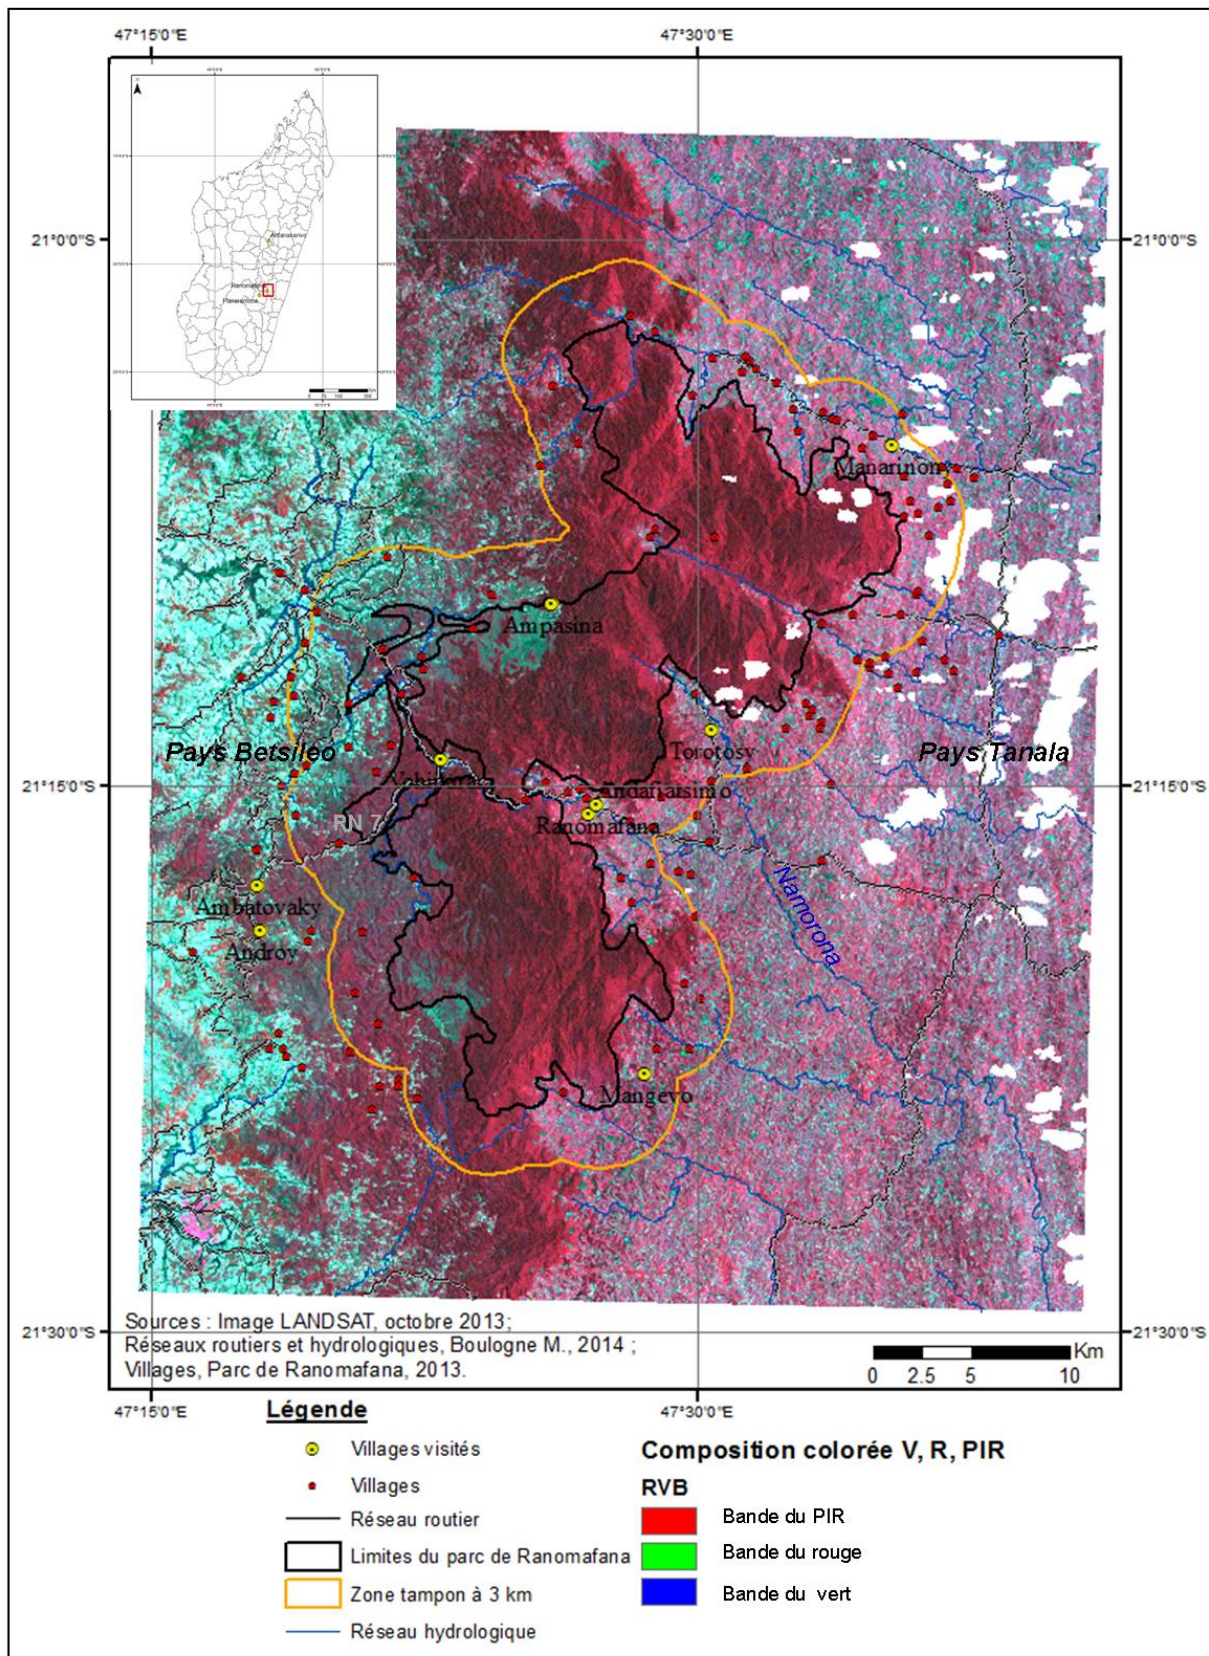 47°15'0"E
47°30'0"E
Antananarivo
21°0'0"S
21°0'0"S
Manarinony
Ampasina
Pays Betsileo
Torotosy
Pays Tanala
21°15'0"S
21°15'0"S
Andafiatsimo
RN 7
Ranomafana
Ambatovaky
Namorona
Androy
Mangevo
Sources : Image LANDSAT, octobre 2013;
Réseaux routiers et hydrologiques, Boulogne M., 2014 ;
Villages, Parc de Ranomafana, 2013.
21°30'0"S
21°30'0"S
Km
0 2.5 5 10
47°15'0"E
47°30'0"E
Légende
Villages visités
Villages
Réseau routier
Limites du parc de Ranomafana
Zone tampon à 3 km
Réseau hydrologique
Composition colorée V, R, PIR
RVB
Bande du PIR
Bande du rouge
Bande du vert